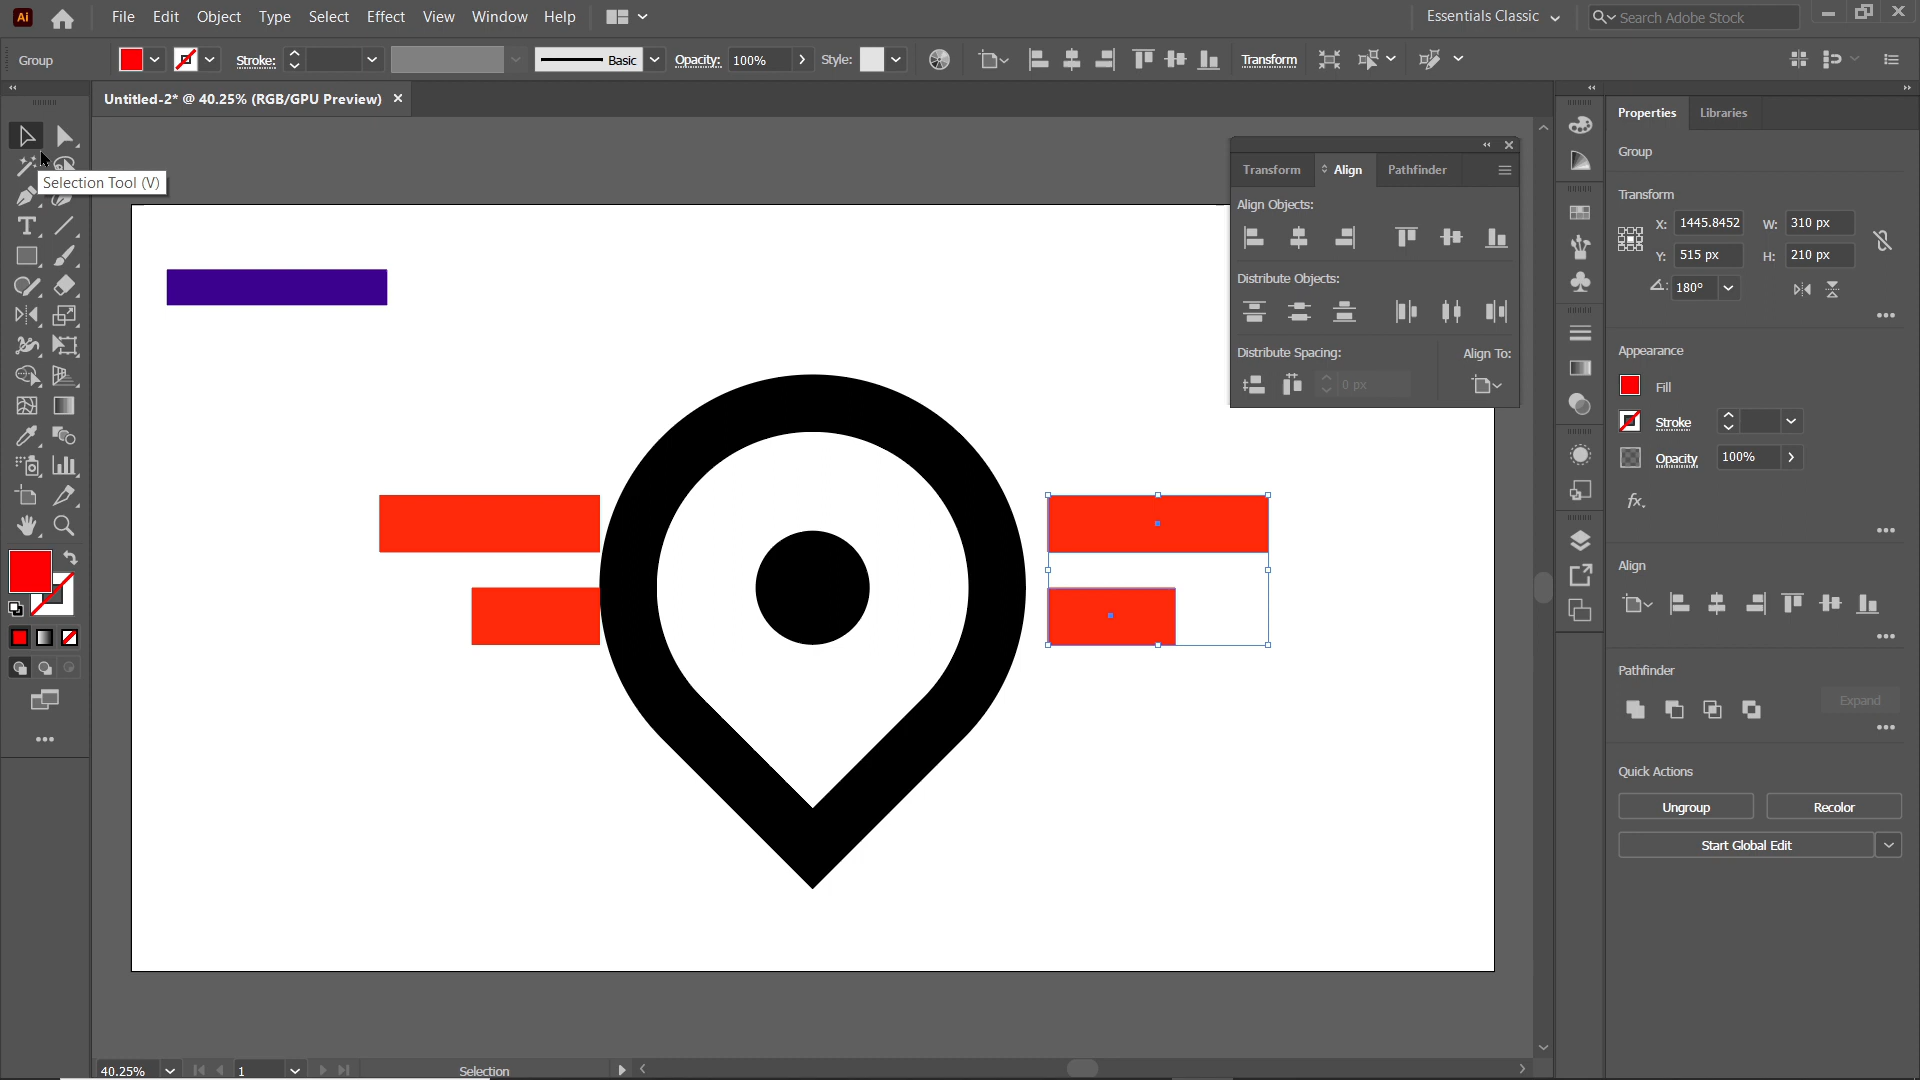 Ai File Edit Object Type Select Effect View Window Help Essentials Classic Search Adobe Stock
Group Stroke: Basic Opacity: 100% Style: Transform
Untitled-2* @ 40.25% (RGB/GPU Preview)
Selection Tool (V)
T
Transform Align Pathfinder
Align Objects:
Distribute Objects:
Distribute Spacing: Align To:
0 px
Properties Libraries
Group
Transform
X: 1445.8452 W: 310 px
Y: 515 px H: 210 px
180°
Appearance
Fill
Stroke
Opacity 100%
fx.
Align
Pathfinder
Expand
Quick Actions
Ungroup Recolor
Start Global Edit
40.25% 1 Selection